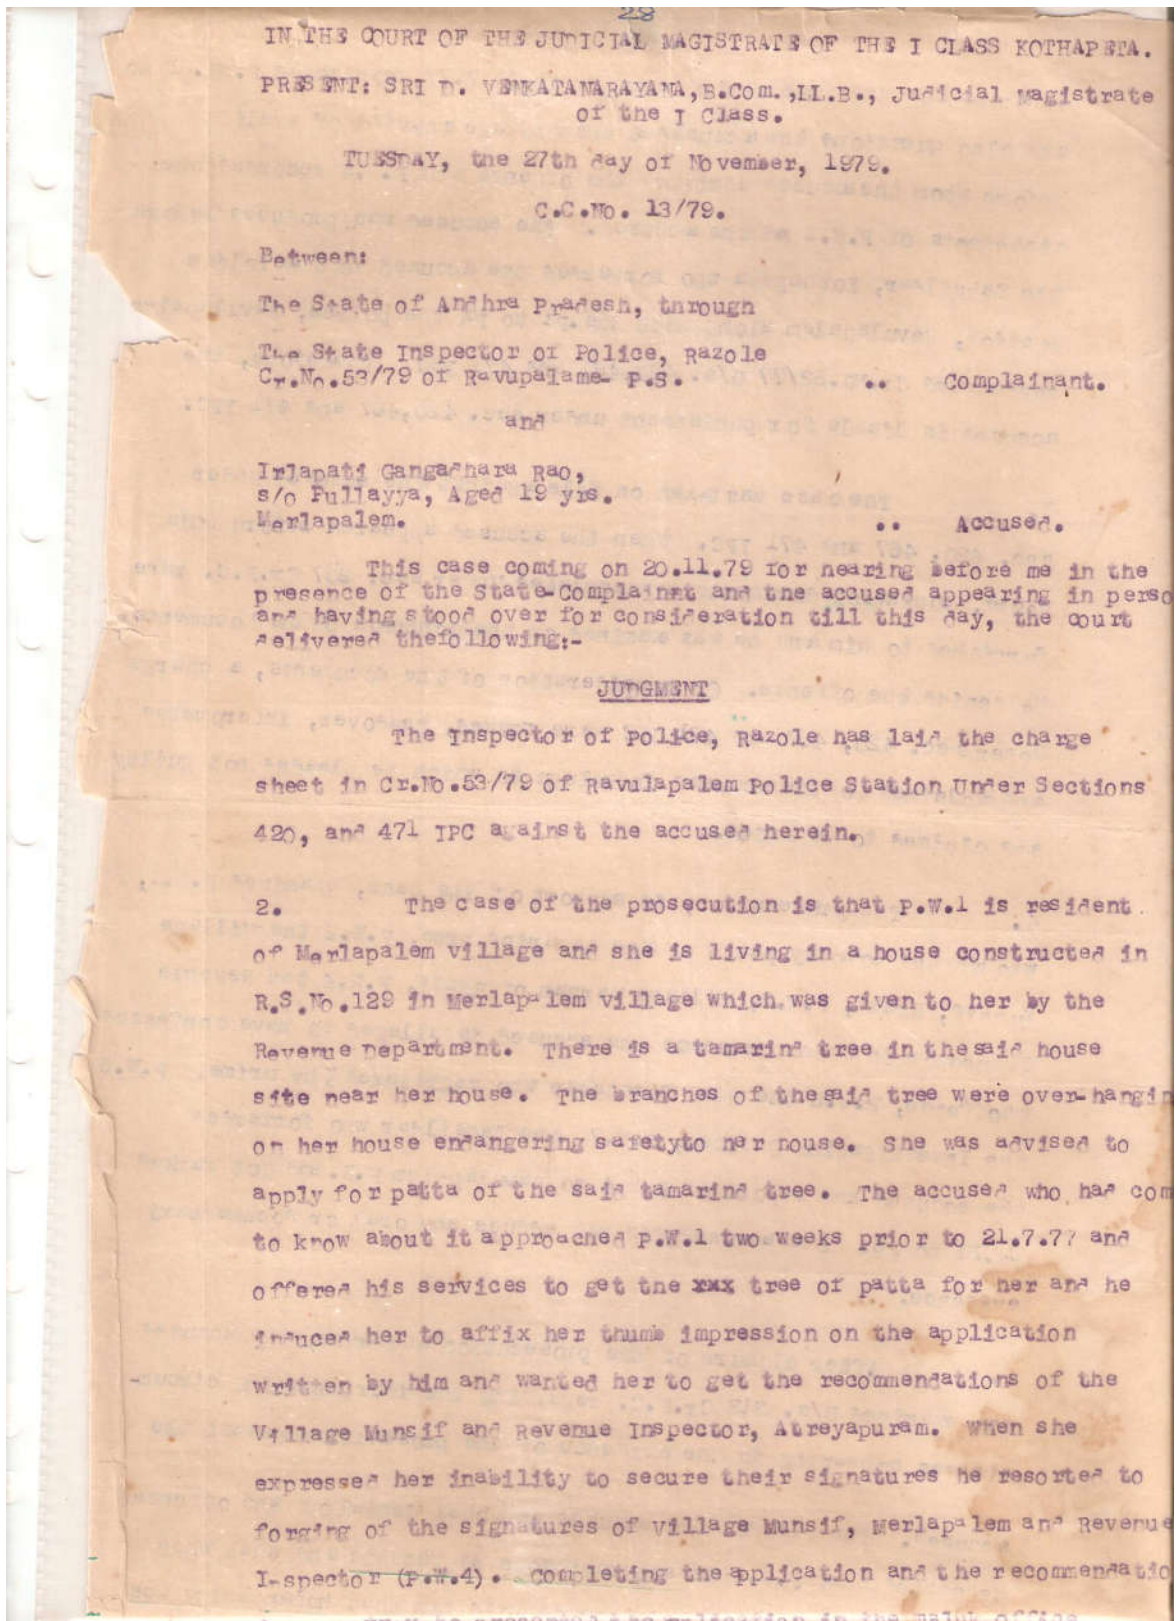 28
IN THE COURT OF THE JUDICIAL MAGISTRATE OF THE I CLASS KOTHAPETA.
PRESENT: SRI D. VENKATANARAYANA,B.Com.,LL.B., Judicial Magistrate
of the I Class.
TUESDAY, the 27th day of November, 1979.
C.C.No. 13/79.
Between:
The State of Andhra Pradesh, through
The State Inspector of Police, Razole
Cr.No.53/79 of Ravupalame- P.S. .. Complainant.
and
Irlapati Gangadhara Rao,
s/o Pullayya, Aged 19 yrs.
Merlapalem. .. Accused.
This case coming on 20.11.79 for hearing before me in the
presence of the State-Complainat and the accused appearing in perso
and having stood over for consideration till this day, the court
delivered thefollowing:-
JUDGMENT
The Inspector of Police, Razole has laid the charge
sheet in Cr.No.53/79 of Ravulapalem Police Station Under Sections
420, and 471 IPC against the accused herein.
2. The case of the prosecution is that P.W.1 is resident
of Merlapalem village and she is living in a house constructed in
R.S.No.129 in Merlapalem village which was given to her by the
Revenue Department. There is a tamarind tree in thesaid house
site near her house. The branches of thesaid tree were over-hangin
on her house endangering safetyto her house. She was advised to
apply for patta of the said tamarind tree. The accused who had com
to know about it approached P.W.1 two weeks prior to 21.7.77 and
offered his services to get the xxx tree of patta for her and he
induced her to affix her thumb impression on the application
written by him and wanted her to get the recommendations of the
Village Munsif and Revenue Inspector, Atreyapuram. When she
expressed her inability to secure their signatures he resorted to
forging of the signatures of Village Munsif, Merlapalem and Revenue
I-spector (P.W.4). Completing the application and the recommendatio